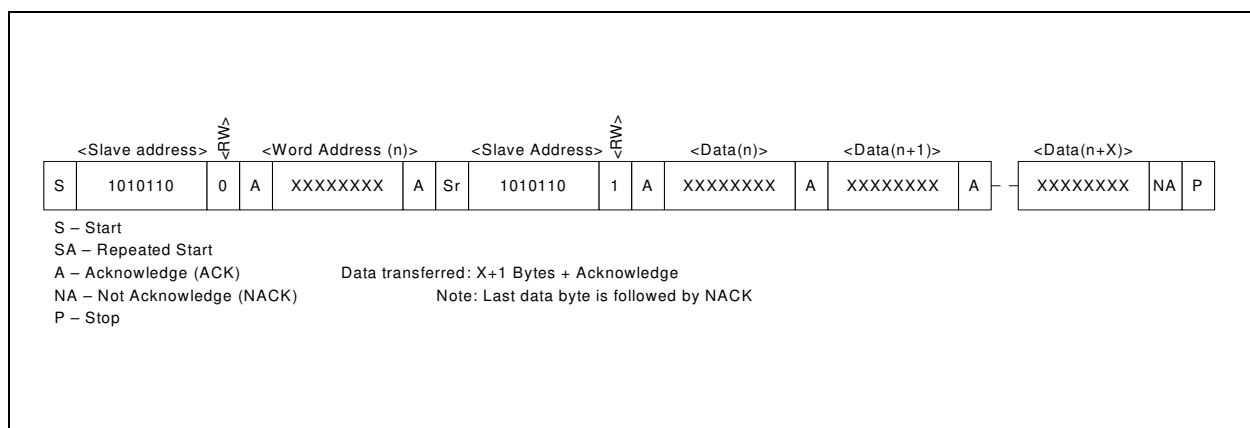 <Slave address> <RW> <Word Address (n)> <Slave Address> <RW> <Data(n)> <Data(n+1)> <Data(n+X)>
S 1010110 0 A XXXXXXXX A Sr 1010110 1 A XXXXXXXX A XXXXXXXX A XXXXXXXX NA P
S – Start
SA – Repeated Start
A – Acknowledge (ACK) Data transferred: X+1 Bytes + Acknowledge
NA – Not Acknowledge (NACK) Note: Last data byte is followed by NACK
P – Stop